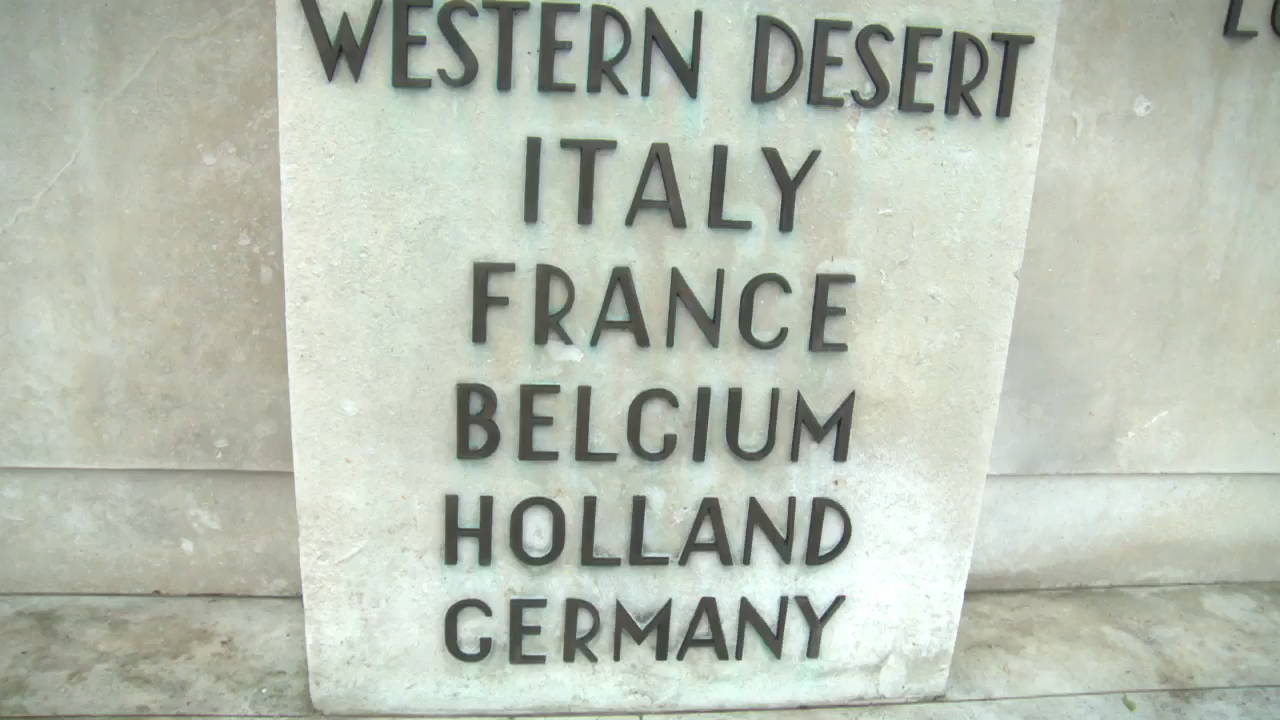 WESTERN DESERT
ITALY
FRANCE
BELGIUM
HOLLAND
GERMANY